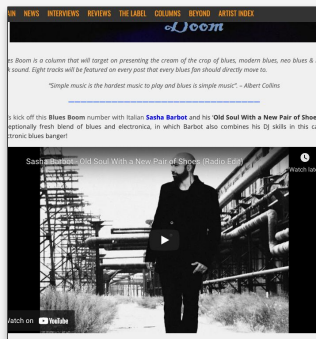 AIN NEWS INTERVIEWS REVIEWS THE LABEL COLUMNS BEYOND ARTIST INDEX
Boom
es Boom is a column that will target on presenting the cream of the crop of blues, modern blues, neo blues &
k sound. Eight tracks will be featured on every post that every blues fan should directly move to.
"Simple music is the hardest music to play and blues is simple music". – Albert Collins
's kick off this Blues Boom number with Italian Sasha Barbot and his 'Old Soul With a New Pair of Shoe
eptionally fresh blend of blues and electronica, in which Barbot also combines his DJ skills in this ca
ctronic blues banger!
Sasha Barbot - Old Soul With a New Pair of Shoes (Radio Edit)
Watch late
Watch on YouTube